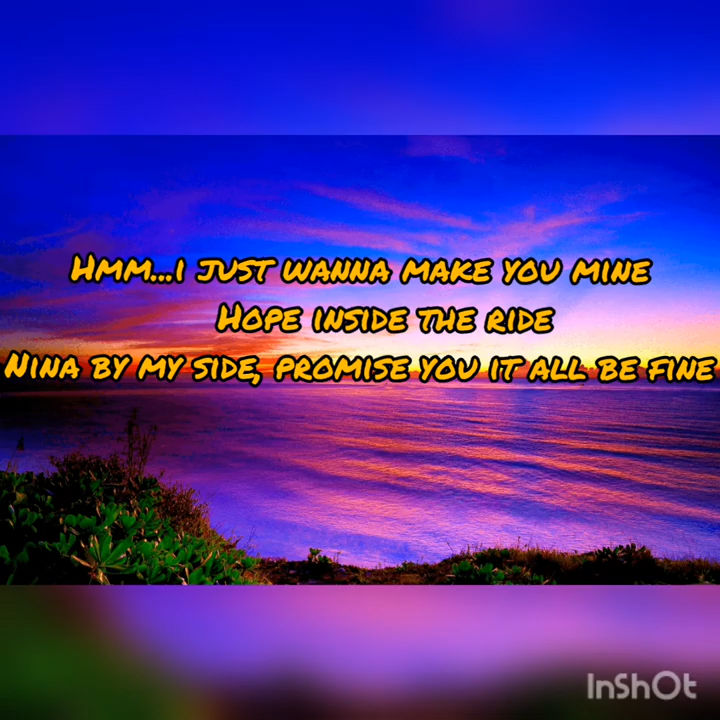 Hmm...i just wanna make you mine
Hope inside the ride
Nina by my side, promise you it all be fine
InShOt